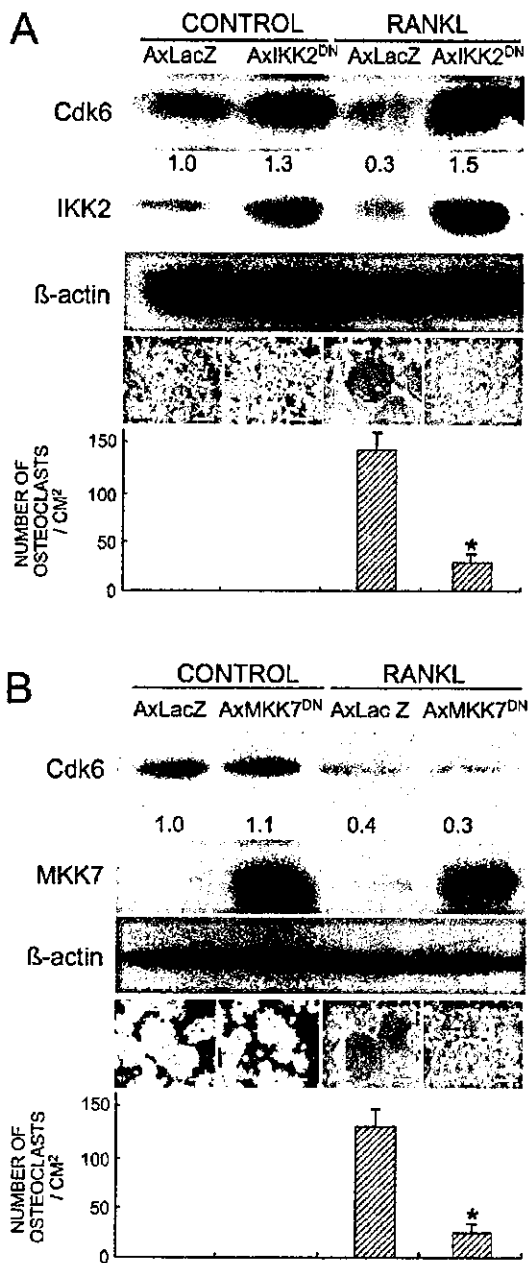 A
CONTROL RANKL
AxLacZ AxIKK2DN AxLacZ AxIKK2DN
Cdk6
1.0 1.3 0.3 1.5
IKK2
ß-actin
NUMBER OF
OSTEOCLASTS
/ CM²
150
100
50
0
*
B
CONTROL RANKL
AxLacZ AxMKK7DN AxLac Z AxMKK7DN
Cdk6
1.0 1.1 0.4 0.3
MKK7
ß-actin
NUMBER OF
OSTEOCLASTS
/ CM²
150
100
50
0
*